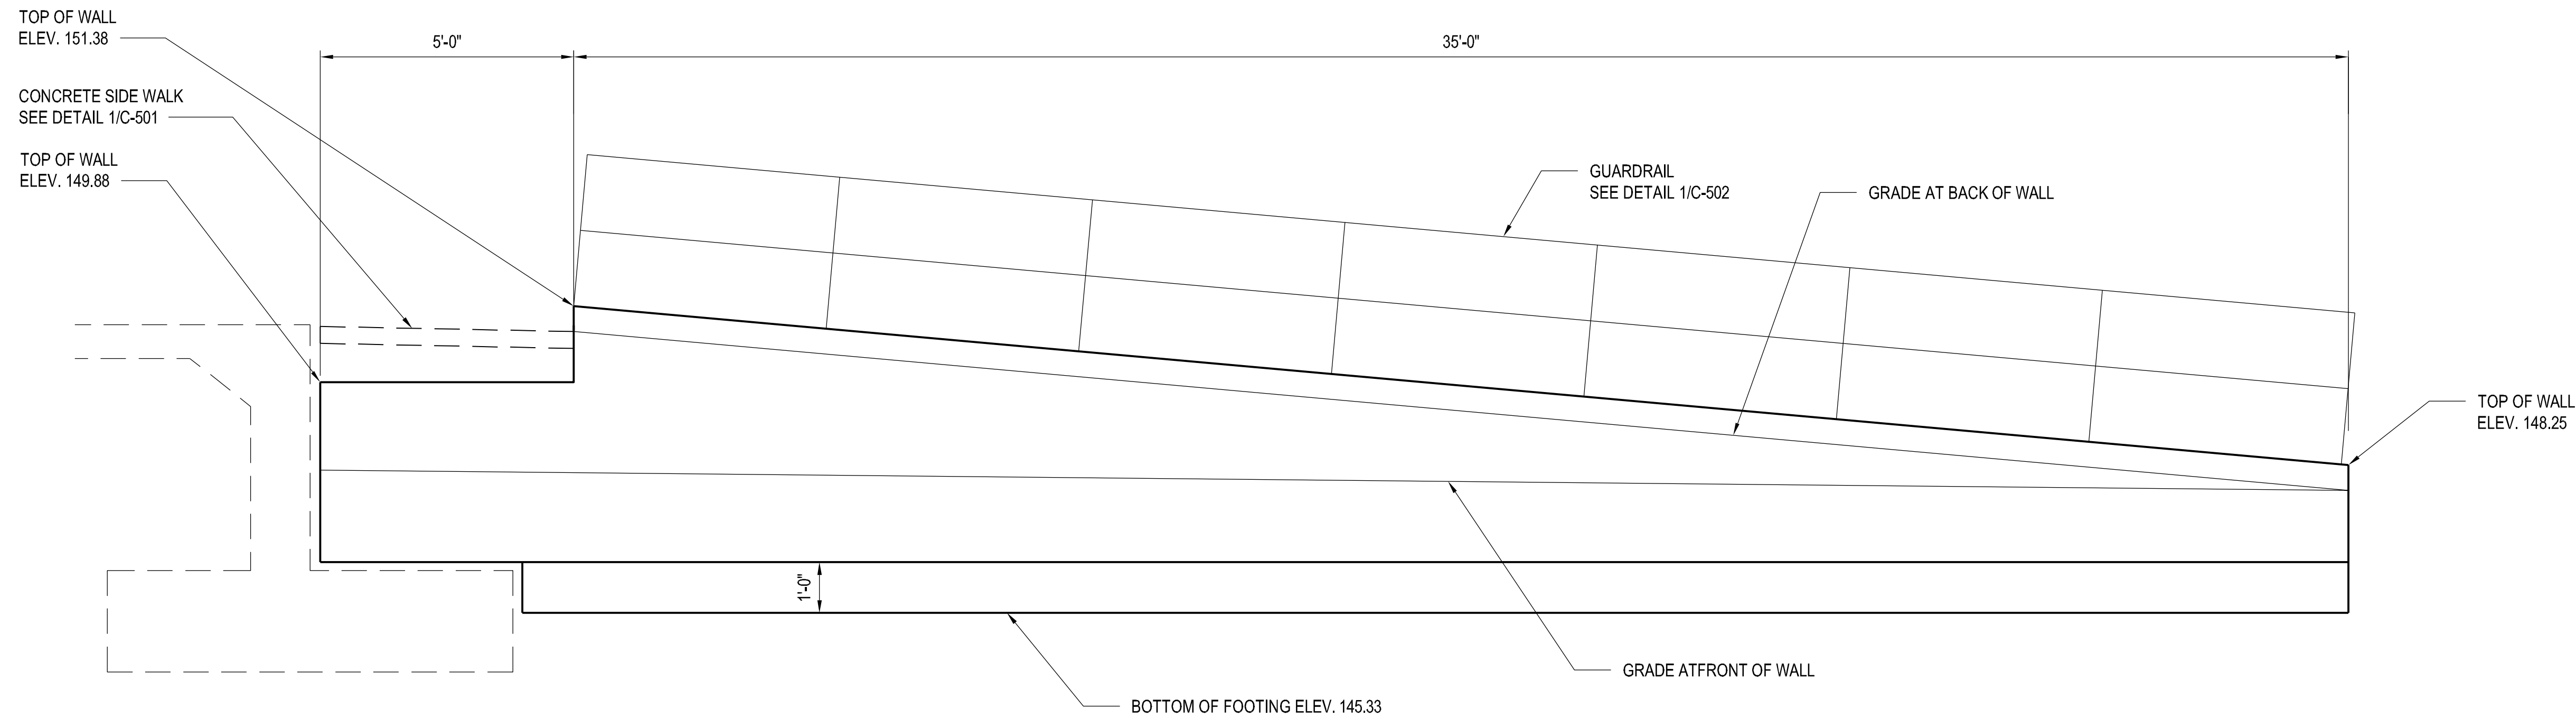 TOP OF WALL
ELEV. 151.38
5'-0"
35'-0"
CONCRETE SIDE WALK
SEE DETAIL 1/C-501
TOP OF WALL
ELEV. 149.88
GUARDRAIL
SEE DETAIL 1/C-502
GRADE AT BACK OF WALL
TOP OF WALL
ELEV. 148.25
1'-0"
GRADE ATFRONT OF WALL
BOTTOM OF FOOTING ELEV. 145.33